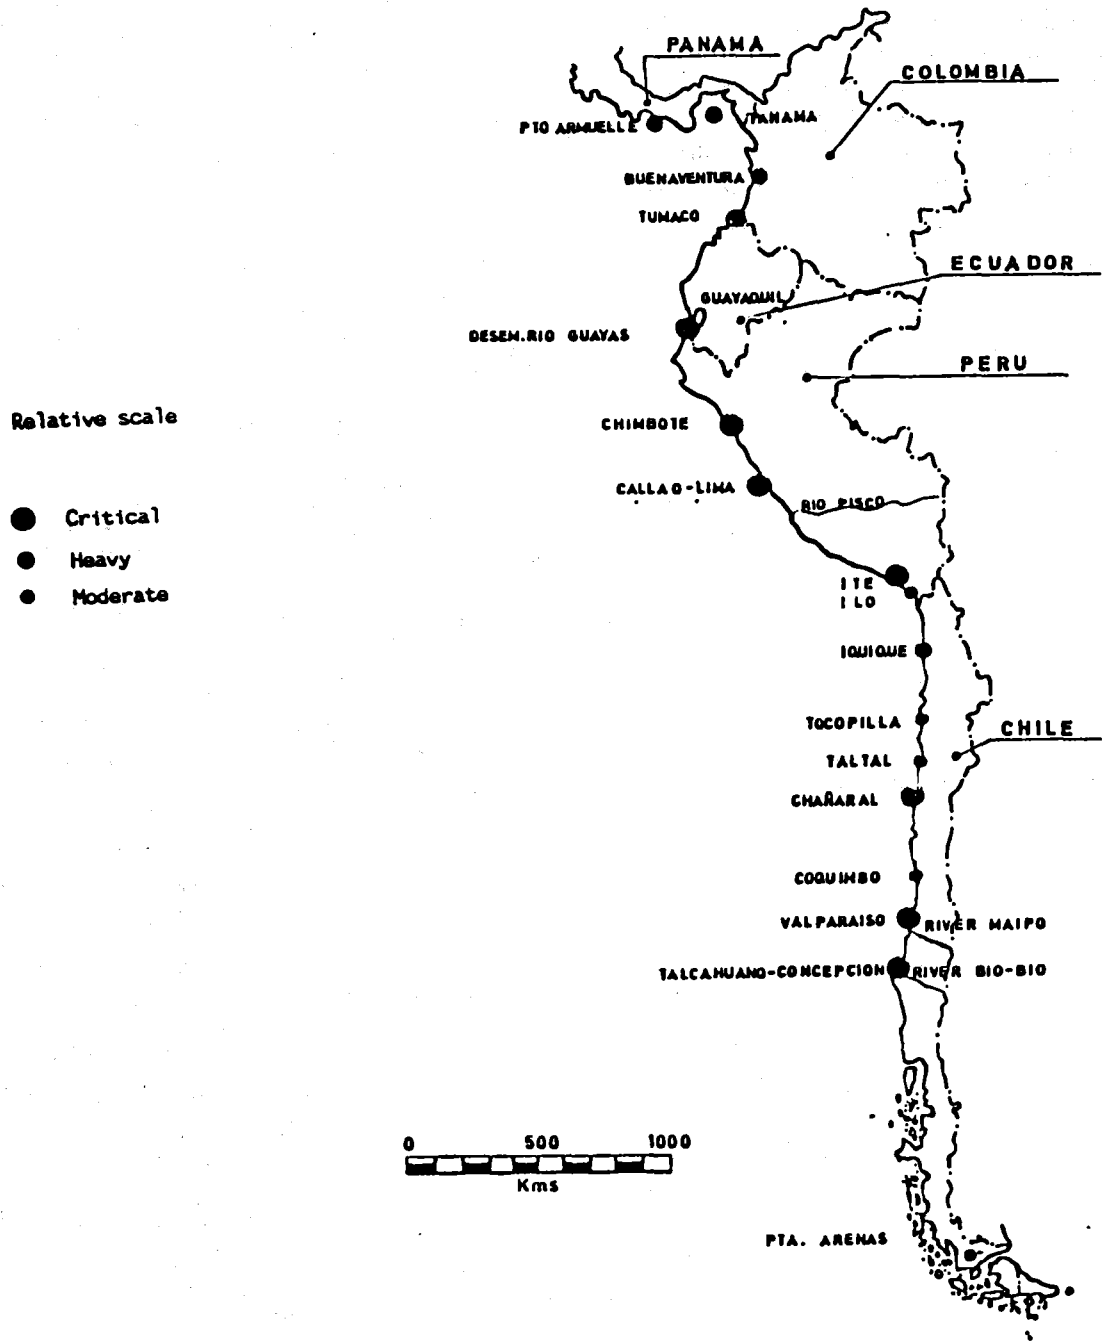 PANAMA
COLOMBIA
PTO ARMUELLE
PANAMA
BUENAVENTURA
TUMACO
ECUADOR
GUAYAQUIL
DESEM.RIO GUAYAS
PERU
Relative scale
CHIMBOTE
CALLAO-LIMA
RIO PISCO
Critical
Heavy
Moderate
ITE
ILO
IQUIQUE
TOCOPILLA
CHILE
TALTAL
CHAÑARAL
COQUIMBO
VALPARAISO
RIVER MAIPO
TALCAHUANO-CONCEPCION
RIVER BIO-BIO
0 500 1000
Kms
PTA. ARENAS